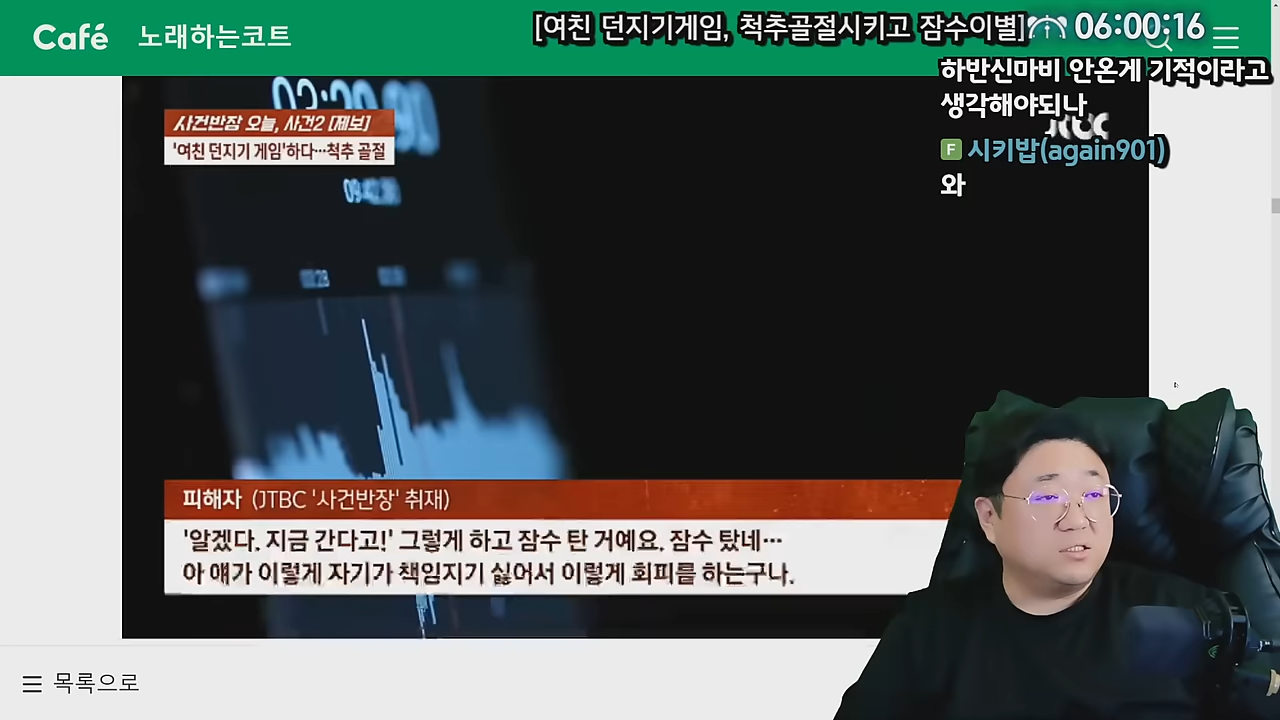 Café 노래하는코트
[여친 던지기게임, 척추골절시키고 잠수이별]
06:00:16
하반신마비 안온게 기적이라고
생각해야되나
F 시키밥(again901)
와
사건반장 오늘, 사건2 [제보]
'여친 던지기 게임'하다…척추 골절
피해자 (JTBC '사건반장' 취재)
'알겠다. 지금 간다고!' 그렇게 하고 잠수 탄 거예요. 잠수 탔네…
아 얘가 이렇게 자기가 책임지기 싫어서 이렇게 회피를 하는구나.
목록으로